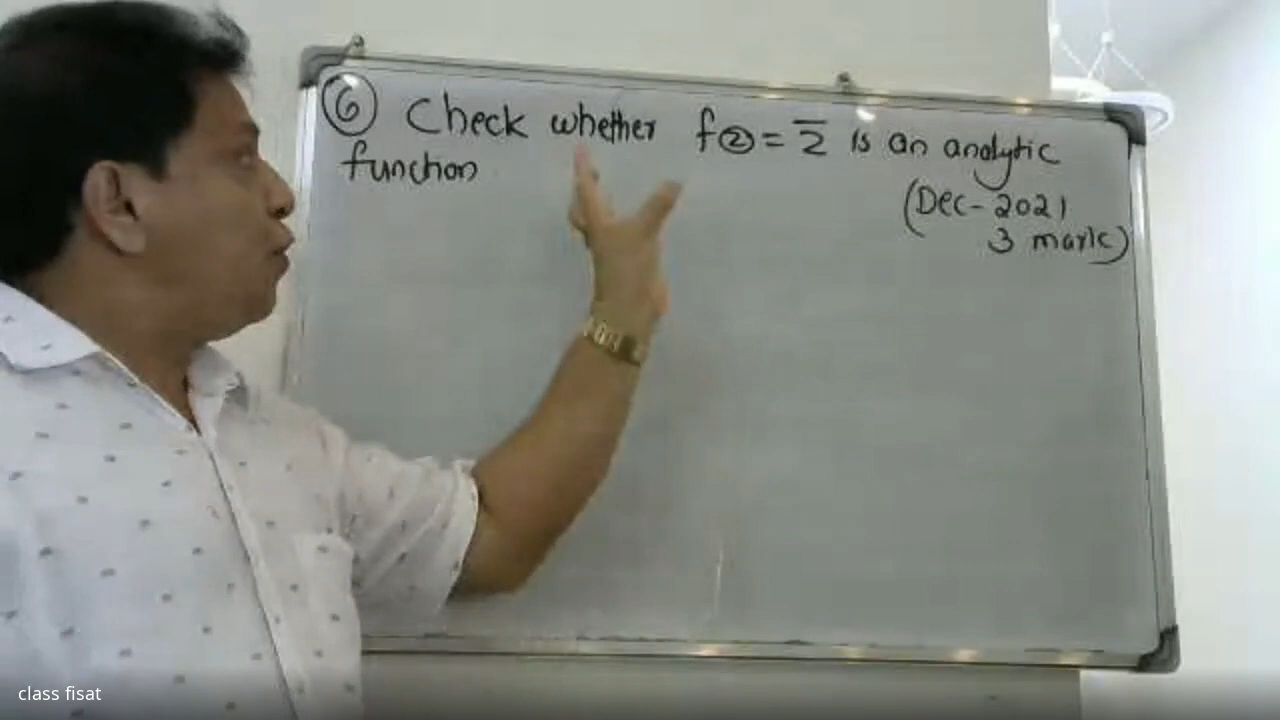 ⑥ Check whether f(z) = z̅ is an analytic
function
(Dec - 2021
3 mark)
class fisat